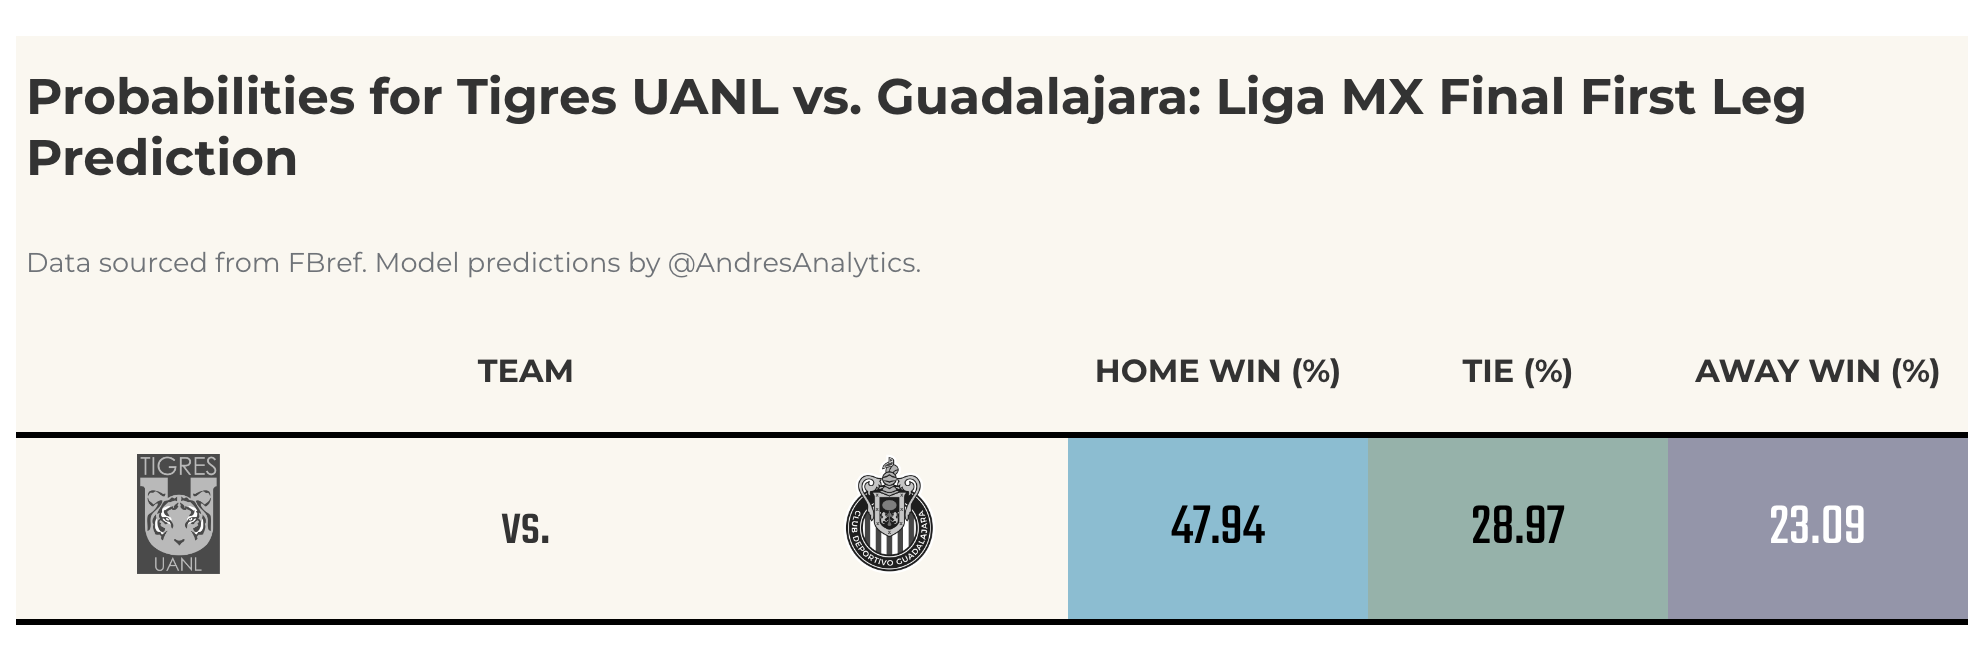 Probabilities for Tigres UANL vs. Guadalajara: Liga MX Final First Leg
Prediction
Data sourced from FBref. Model predictions by @AndresAnalytics.
TEAM HOME WIN (%) TIE (%) AWAY WIN (%)
TIGRES
UANL
VS.
CLUB DEPORTIVO GUADALAJARA
47.94 28.97 23.09